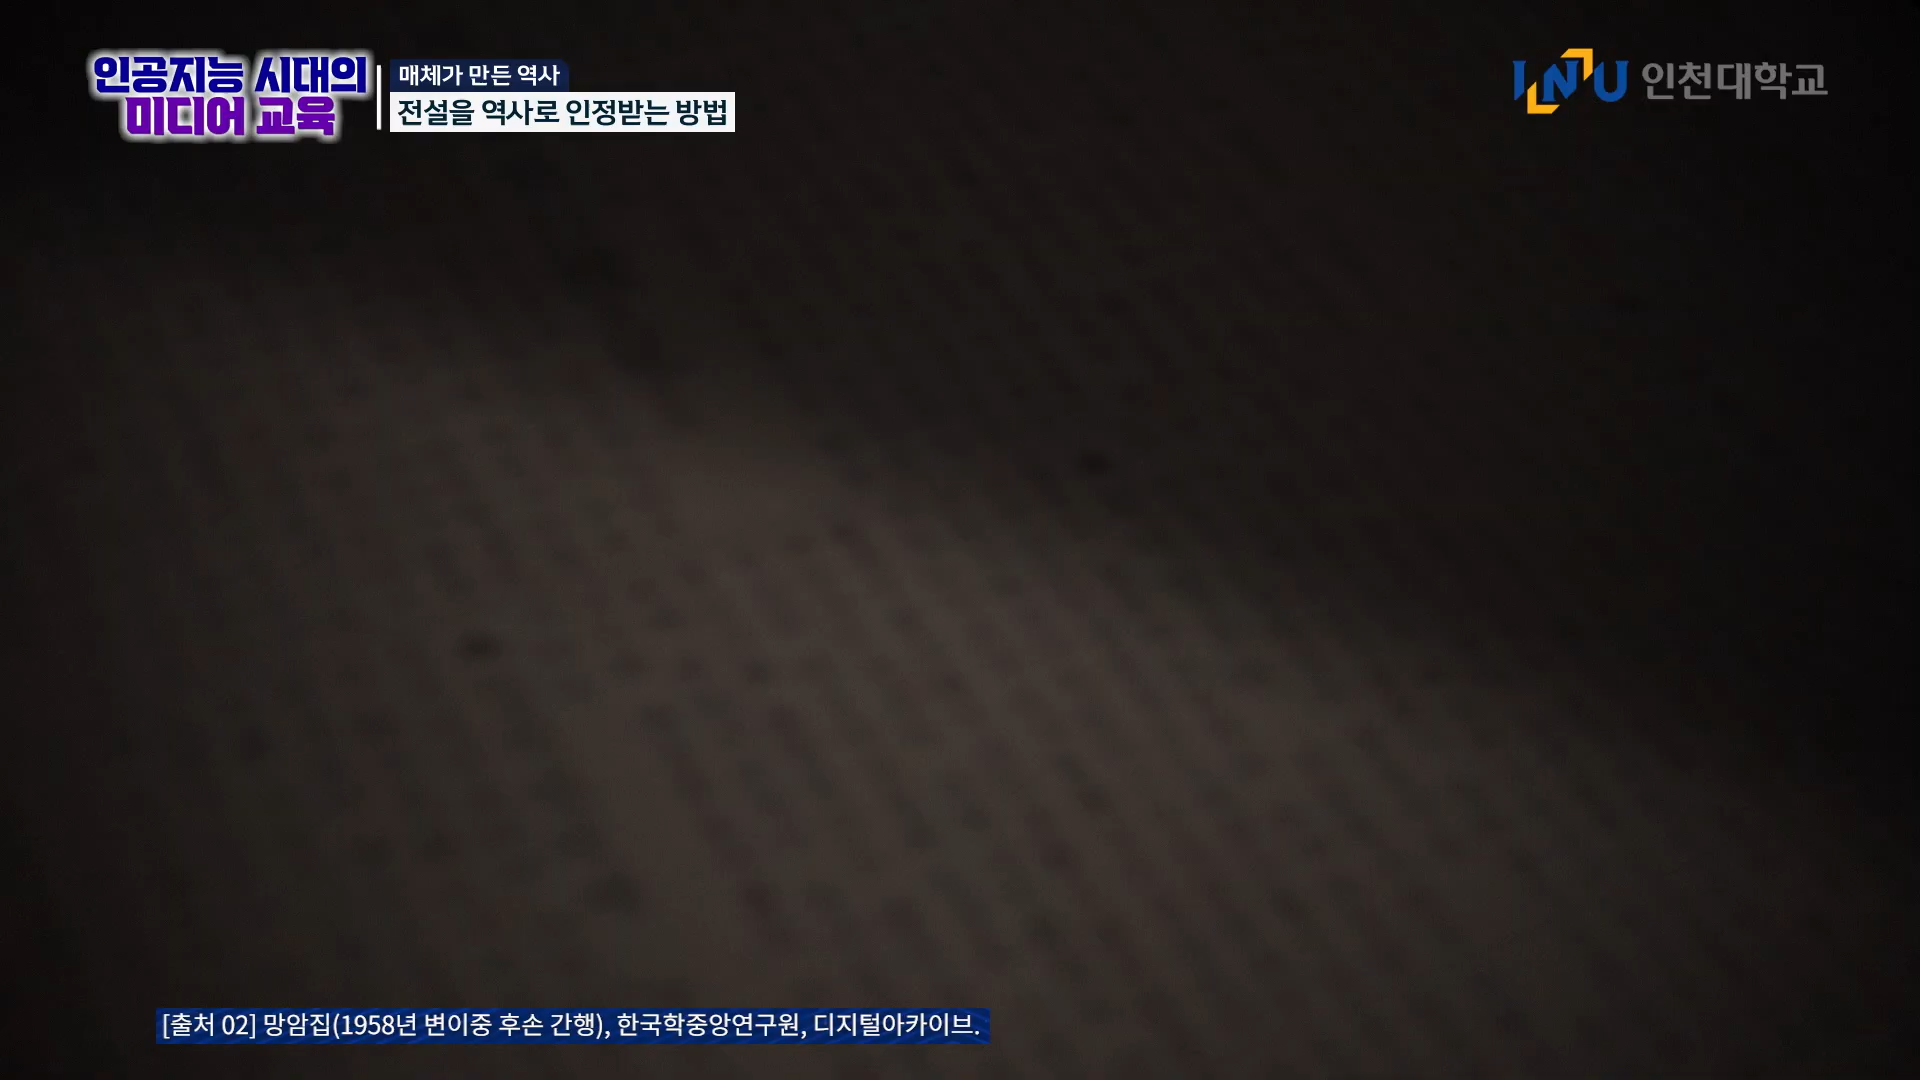 인공지능 시대의
미디어 교육
매체가 만든 역사
전설을 역사로 인정받는 방법
INU 인천대학교
[출처 02] 망암집(1958년 변이중 후손 간행), 한국학중앙연구원, 디지털아카이브.